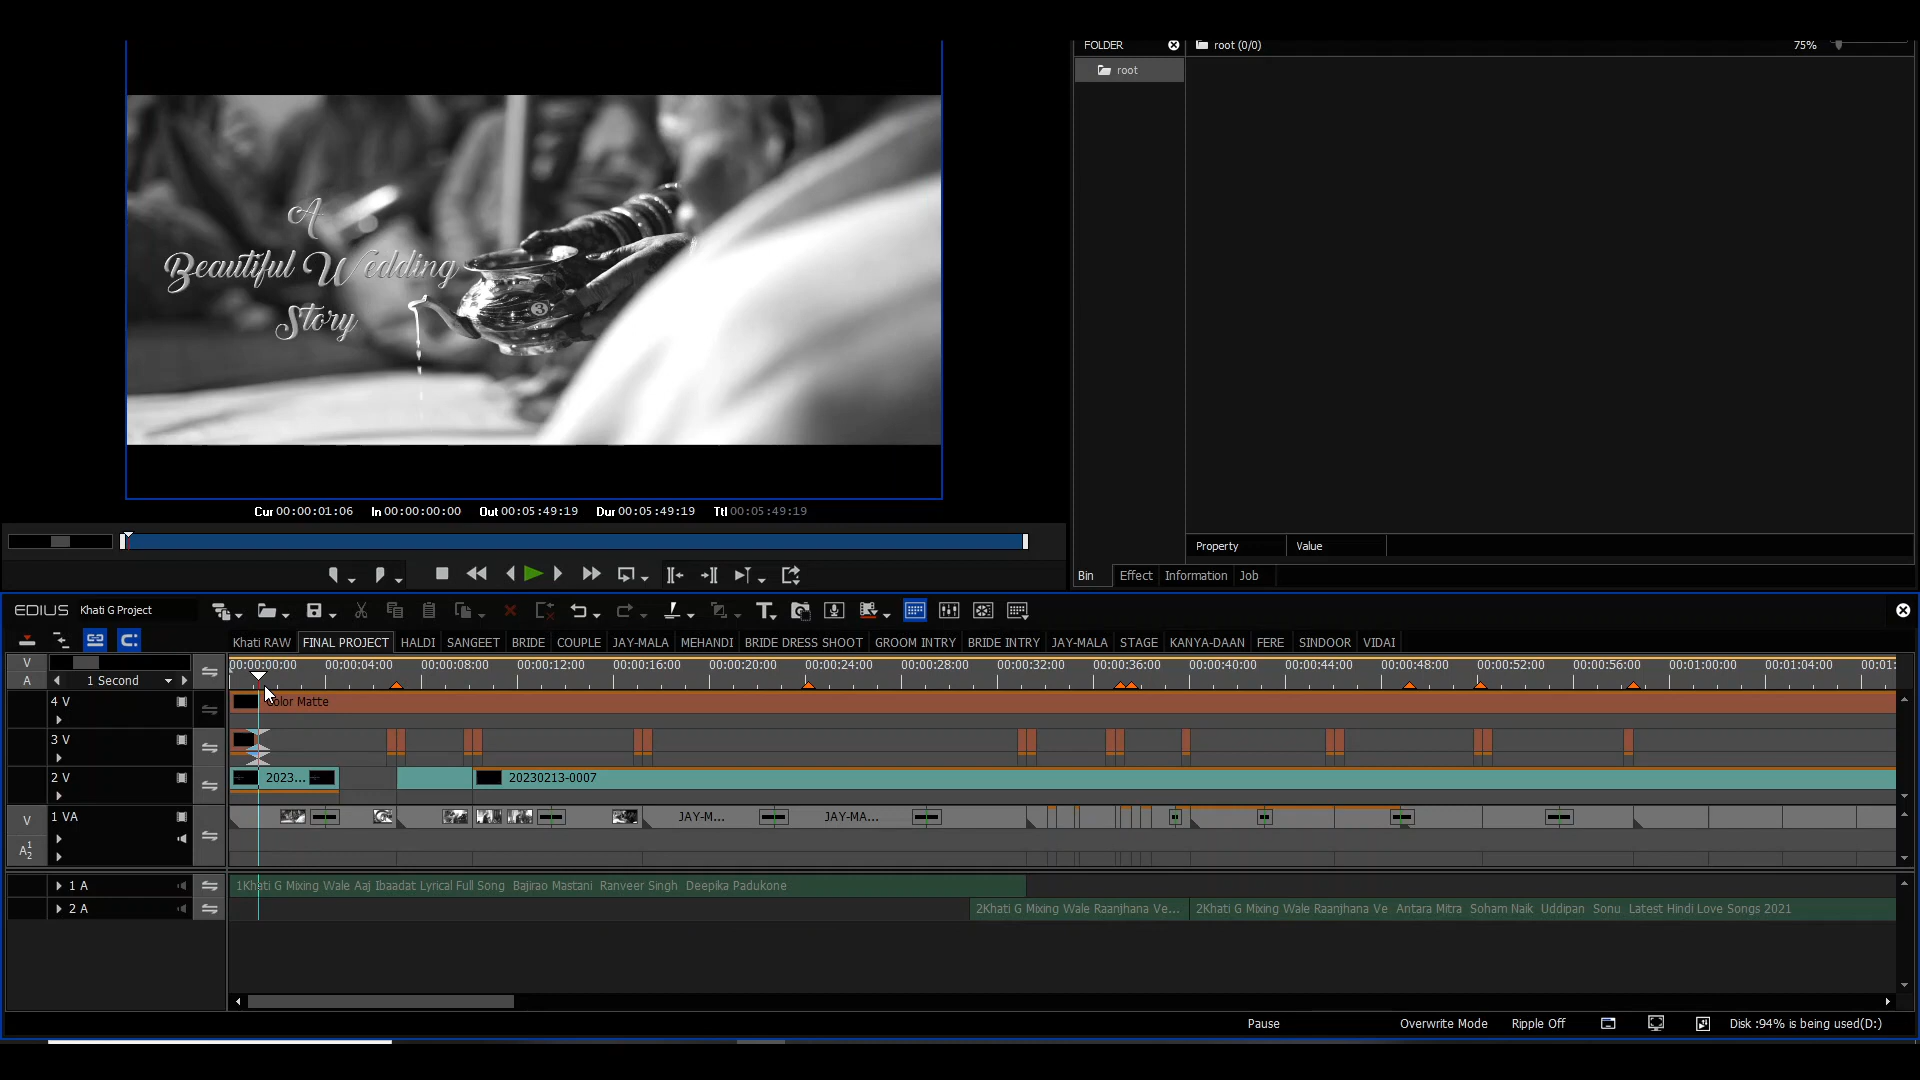 FOLDER
root (0/0)
75%
root
A
Beautiful Wedding
Story
Cur 00:00:01:06 In 00:00:00:00 Out 00:05:49:19 Dur 00:05:49:19 Ttl 00:05:49:19
Property Value
Bin Effect Information Job
EDIUS Khati G Project
Khati RAW FINAL PROJECT HALDI SANGEET BRIDE COUPLE JAY-MALA MEHANDI BRIDE DRESS SHOOT GROOM INTRY BRIDE INTRY JAY-MALA STAGE KANYA-DAAN FERE SINDOOR VIDAI
V
A
1 Second
00:00:00:00 00:00:04:00 00:00:08:00 00:00:12:00 00:00:16:00 00:00:20:00 00:00:24:00 00:00:28:00 00:00:32:00 00:00:36:00 00:00:40:00 00:00:44:00 00:00:48:00 00:00:52:00 00:00:56:00 00:01:00:00 00:01:04:00 00:01:
4 V
Color Matte
3 V
2 V
2023... 20230213-0007
V 1 VA
JAY-M... JAY-MA...
A 1 2
1 A 1Khati G Mixing Wale Aaj Ibaadat Lyrical Full Song Bajirao Mastani Ranveer Singh Deepika Padukone
2 A 2Khati G Mixing Wale Raanjhana Ve... 2Khati G Mixing Wale Raanjhana Ve Antara Mitra Soham Naik Uddipan Sonu Latest Hindi Love Songs 2021
Pause Overwrite Mode Ripple Off Disk :94% is being used(D:)